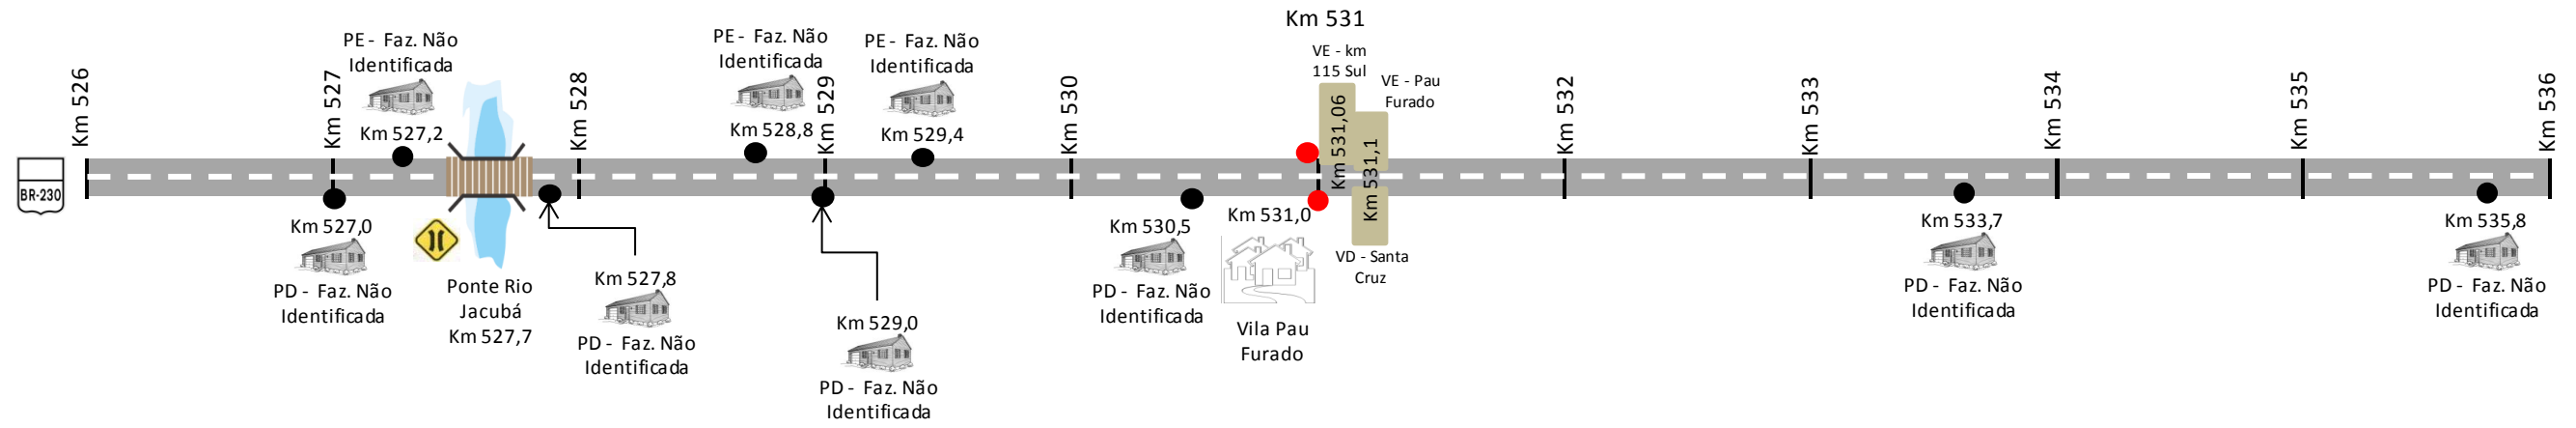 Km 531
VE - km
115 Sul
VE - Pau
Furado
PE - Faz. Não
Identificada
PE - Faz. Não
Identificada
PE - Faz. Não
Identificada
Km 526
Km 527
Km 527,2
Km 528
Km 528,8
Km 529
Km 529,4
Km 530
Km 531,06
Km 531,1
Km 532
Km 533
Km 534
Km 535
Km 536
BR-230
Km 527,0
PD - Faz. Não
Identificada
Ponte Rio
Jacubá
Km 527,7
Km 527,8
PD - Faz. Não
Identificada
Km 529,0
PD - Faz. Não
Identificada
Km 530,5
PD - Faz. Não
Identificada
Km 531,0
Vila Pau
Furado
VD - Santa
Cruz
Km 533,7
PD - Faz. Não
Identificada
Km 535,8
PD - Faz. Não
Identificada